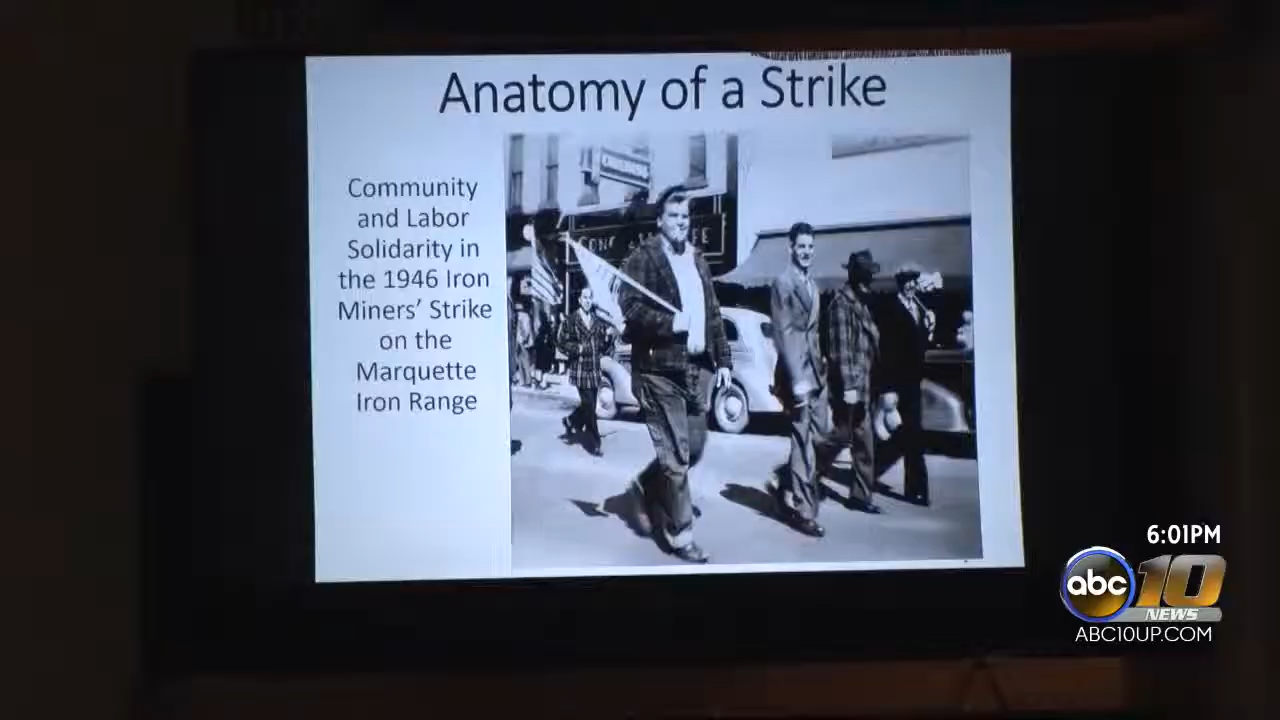 Anatomy of a Strike
Community
and Labor
Solidarity in
the 1946 Iron
Miners’ Strike
on the
Marquette
Iron Range
6:01PM
abc 10
NEWS
ABC10UP.COM